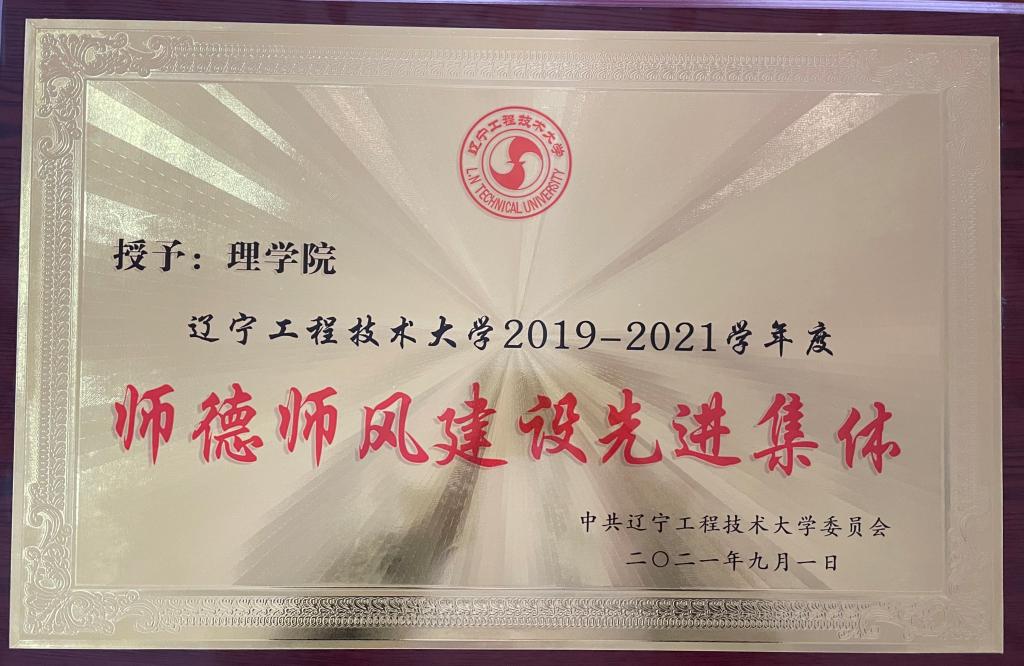 辽宁工程技术大学
L.N TECHNICAL UNIVERSITY
授予：理学院
辽宁工程技术大学2019-2021学年度
师德师风建设先进集体
中共辽宁工程技术大学委员会
二〇二一年九月一日